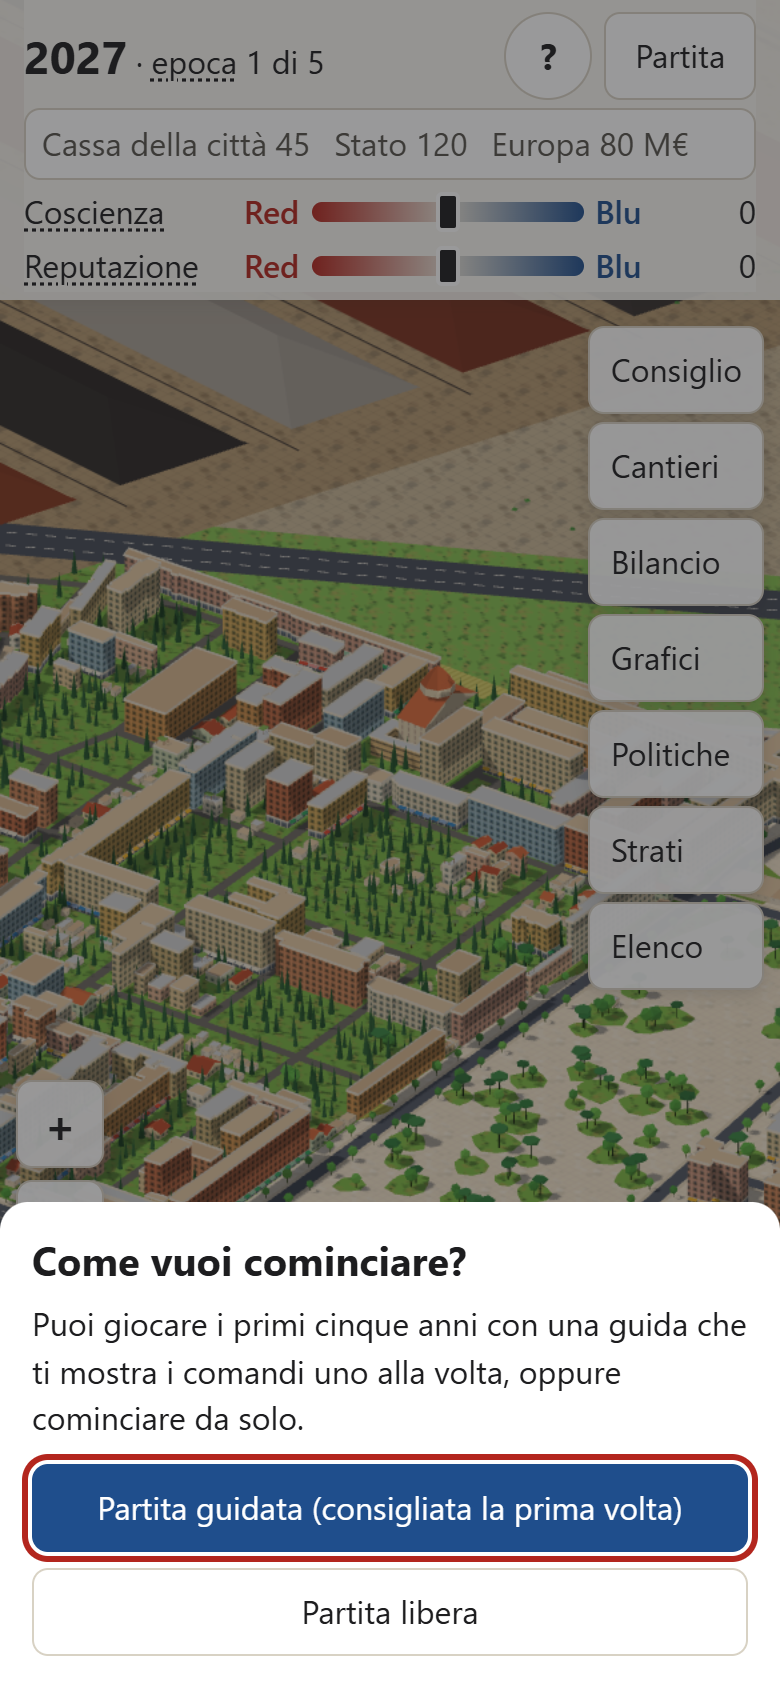 2027 · epoca 1 di 5
?
Partita
Cassa della città 45 Stato 120 Europa 80 M€
Coscienza Red Blu 0
Reputazione Red Blu 0
Consiglio
Cantieri
Bilancio
Grafici
Politiche
Strati
Elenco
+
Come vuoi cominciare?
Puoi giocare i primi cinque anni con una guida che
ti mostra i comandi uno alla volta, oppure
cominciare da solo.
Partita guidata (consigliata la prima volta)
Partita libera